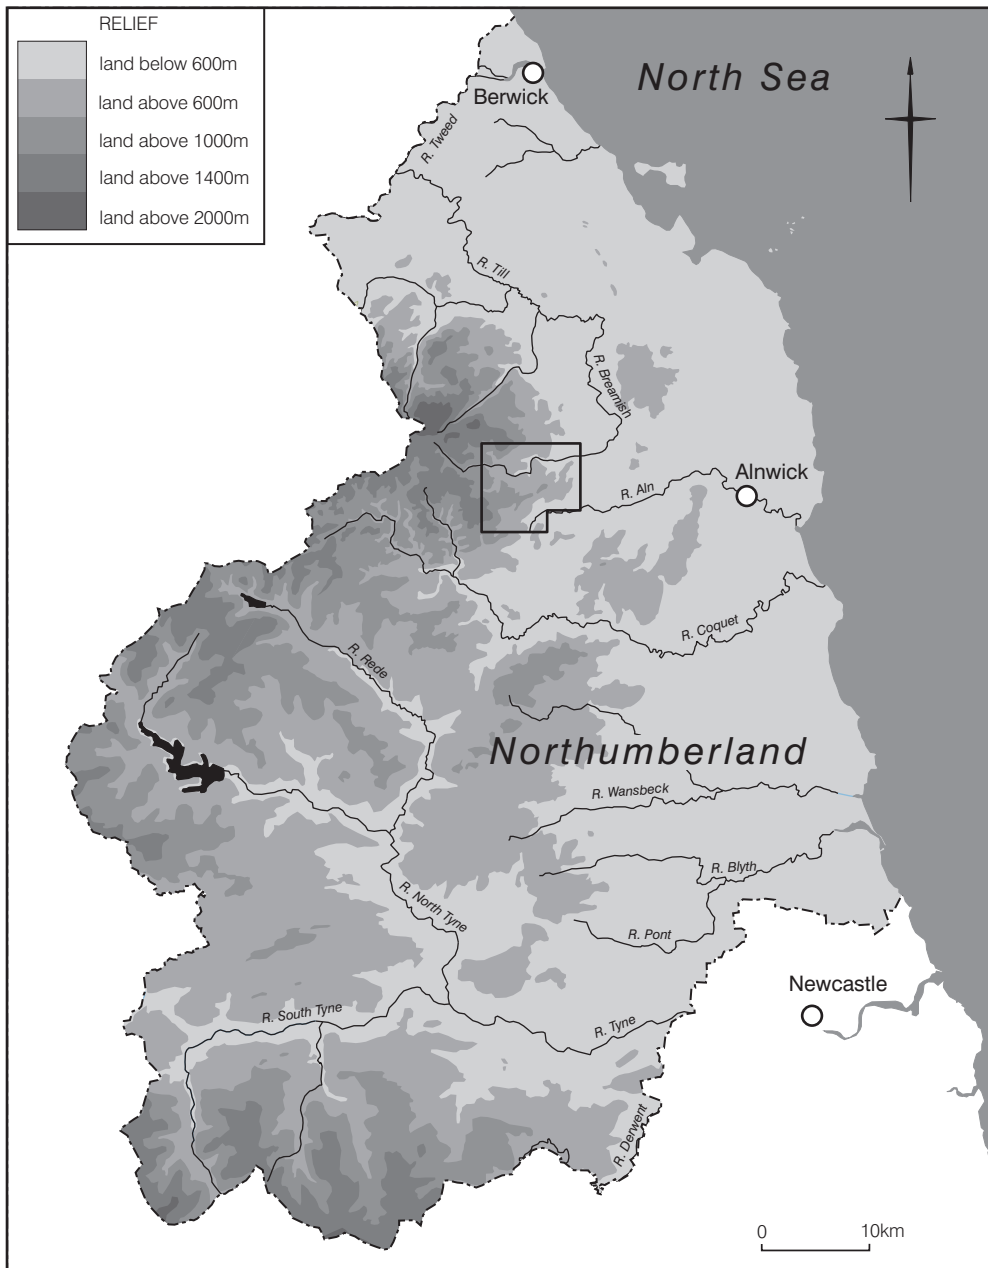 RELIEF
land below 600m
land above 600m
land above 1000m
land above 1400m
land above 2000m
North Sea
Berwick
R. Tweed
R. Till
R. Breamish
Alnwick
R. Aln
R. Coquet
R. Rede
Northumberland
R. Wansbeck
R. Blyth
R. North Tyne
R. Pont
Newcastle
R. South Tyne
R. Tyne
R. Derwent
0 10km